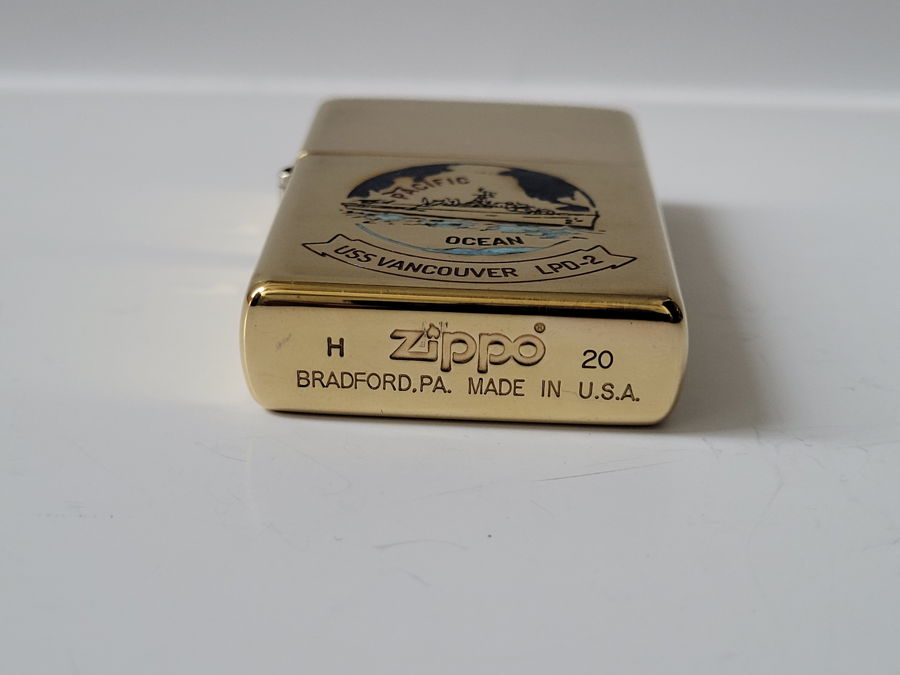 PACIFIC
OCEAN
USS VANCOUVER LPD-2
H zippo® 20
BRADFORD,PA. MADE IN U.S.A.